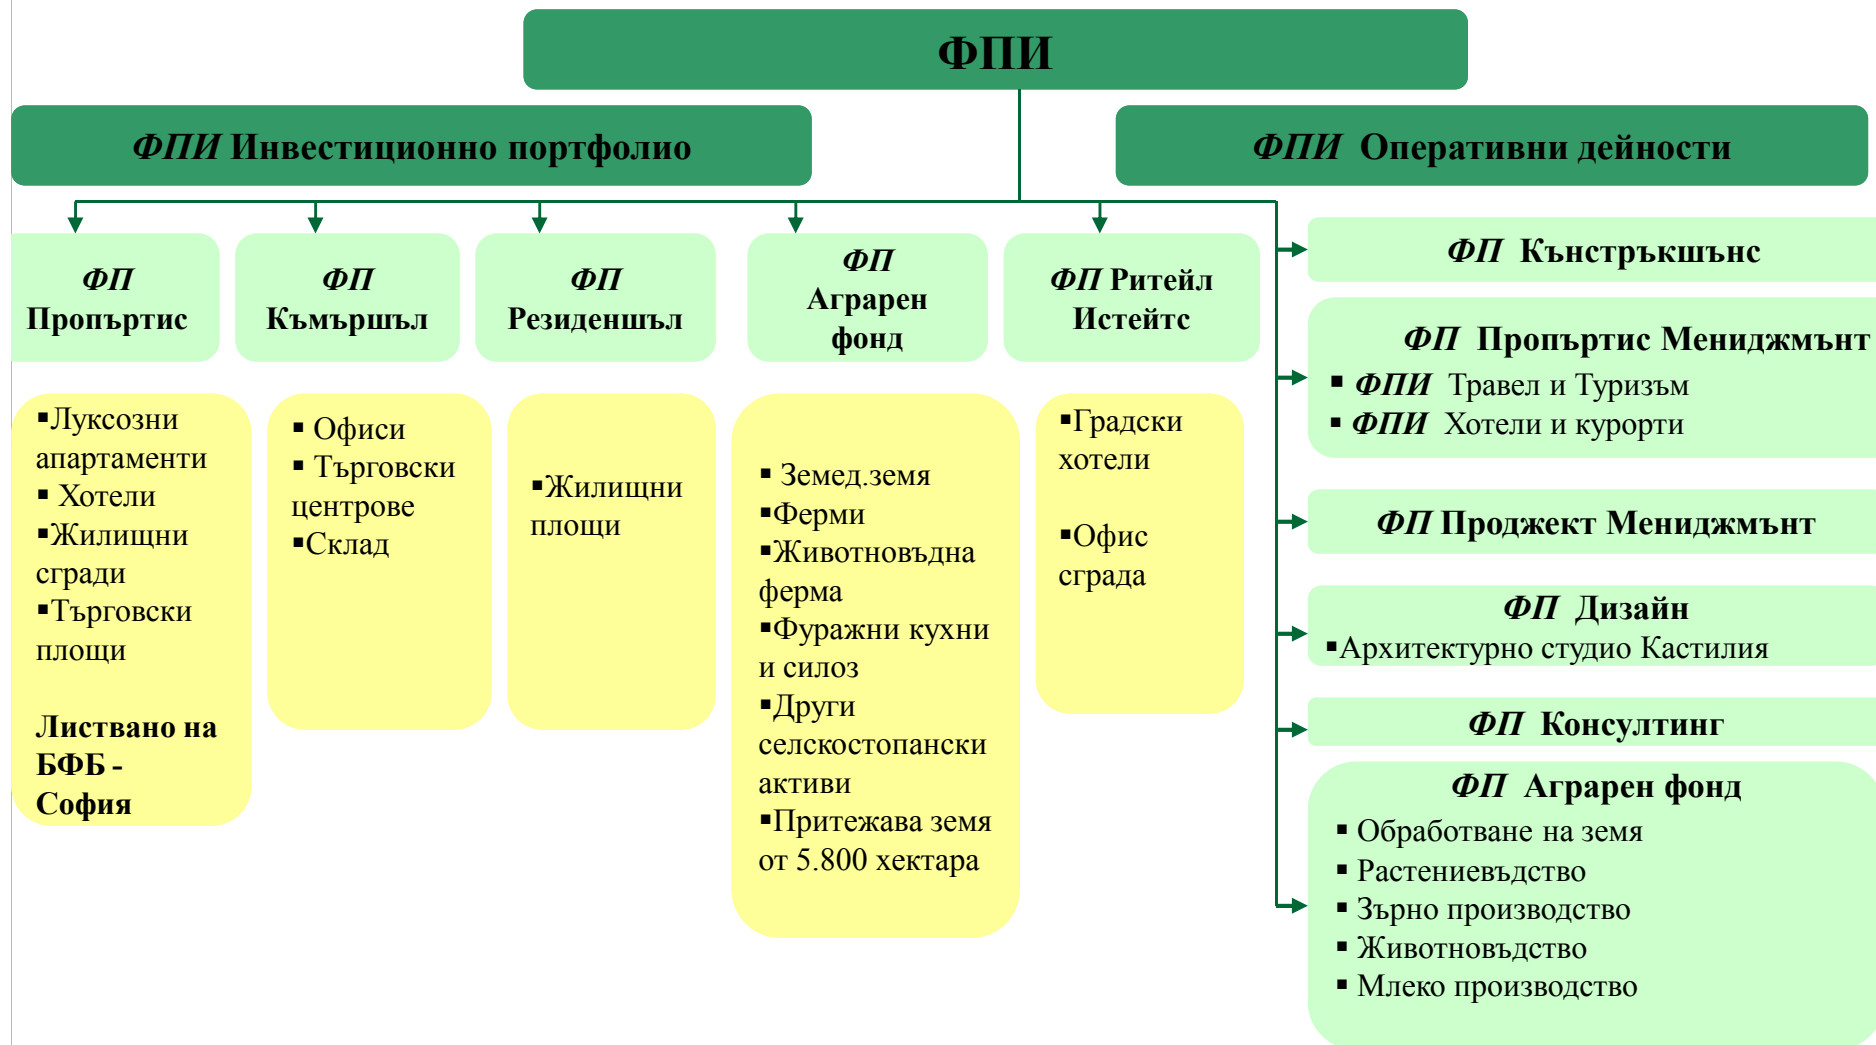 ФПИ
ФПИ Инвестиционно портфолио
ФПИ Оперативни дейности
ФП
Пропъртис
ФП
Къмършъл
ФП
Резиденшъл
ФП
Аграрен
фонд
ФП Ритейл
Истейтс
▪Луксозни
апартаменти
▪ Хотели
▪Жилищни
сгради
▪Търговски
площи
Листвано на
БФБ -
София
▪ Офиси
▪ Търговски
центрове
▪Склад
▪Жилищни
площи
▪ Земед.земя
▪Ферми
▪Животновъдна
ферма
▪Фуражни кухни
и силоз
▪Други
селскостопански
активи
▪Притежава земя
от 5.800 хектара
▪Градски
хотели
▪Офис
сграда
ФП Кънстръкшънс
ФП Пропъртис Мениджмънт
▪ ФПИ Травел и Туризъм
▪ ФПИ Хотели и курорти
ФП Проджект Мениджмънт
ФП Дизайн
▪Архитектурно студио Кастилия
ФП Консултинг
ФП Аграрен фонд
▪ Обработване на земя
▪ Растениевъдство
▪ Зърно производство
▪ Животновъдство
▪ Млеко производство